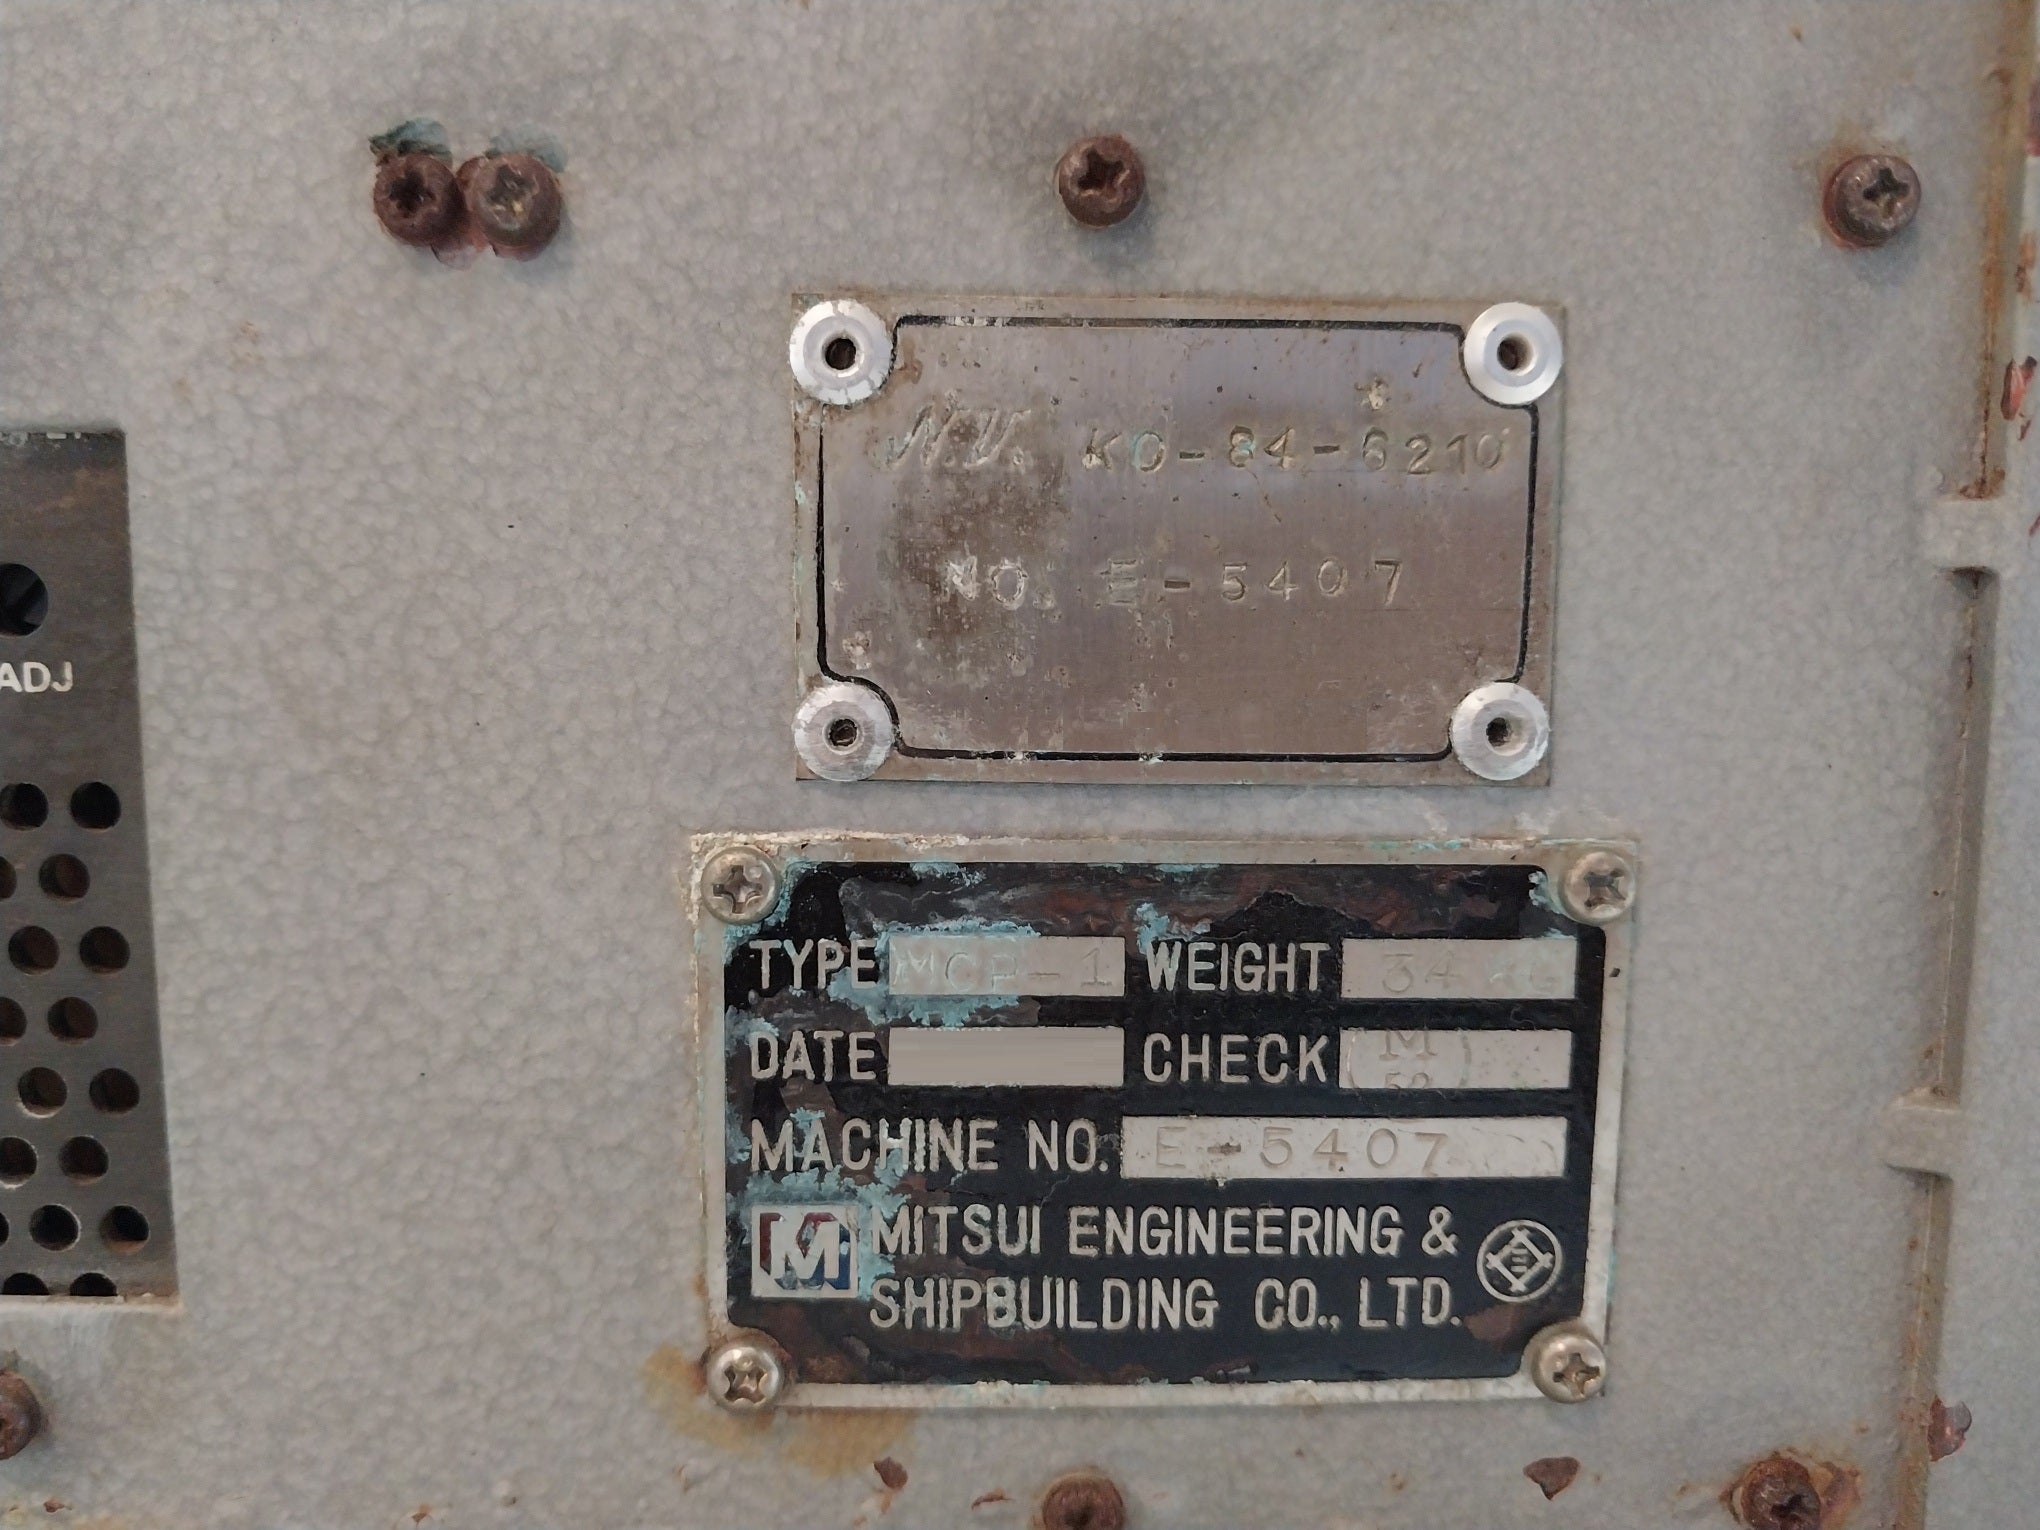 ADJ
N.V. KO-84-6210
NO. E-5407
TYPE MCP-1 WEIGHT 34 KG
DATE CHECK M 52
MACHINE NO. E-5407
M MITSUI ENGINEERING &
SHIPBUILDING CO., LTD.